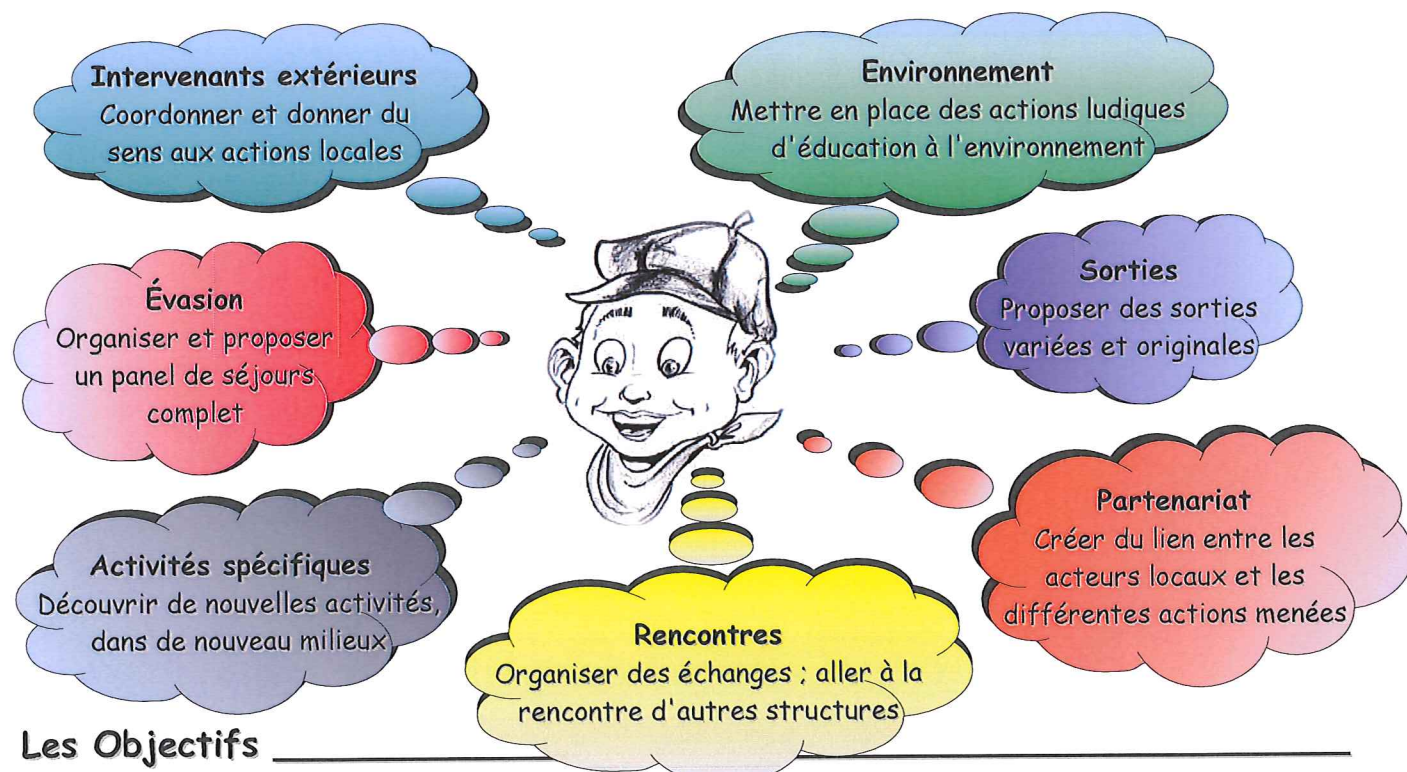 Intervenants extérieurs
Coordonner et donner du
sens aux actions locales
Environnement
Mettre en place des actions ludiques
d'éducation à l'environnement
Évasion
Organiser et proposer
un panel de séjours
complet
Sorties
Proposer des sorties
variées et originales
Activités spécifiques
Découvrir de nouvelles activités,
dans de nouveau milieux
Partenariat
Créer du lien entre les
acteurs locaux et les
différentes actions menées
Rencontres
Organiser des échanges ; aller à la
rencontre d'autres structures
Les Objectifs